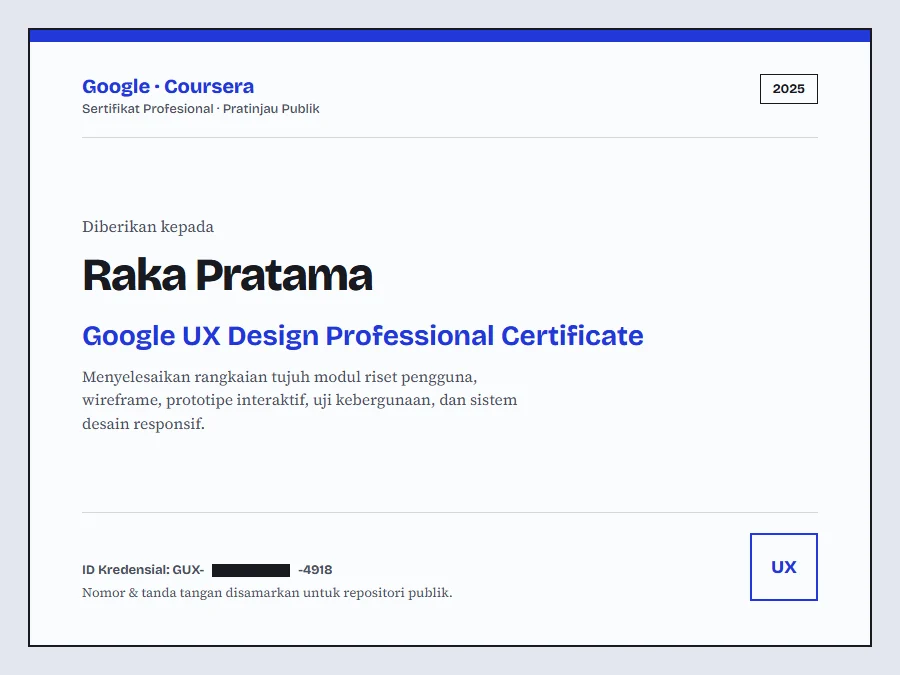 Google · Coursera
Sertifikat Profesional · Pratinjau Publik
2025
Diberikan kepada
Raka Pratama
Google UX Design Professional Certificate
Menyelesaikan rangkaian tujuh modul riset pengguna,
wireframe, prototipe interaktif, uji kebergunaan, dan sistem
desain responsif.
ID Kredensial: GUX- -4918
Nomor & tanda tangan disamarkan untuk repositori publik.
UX